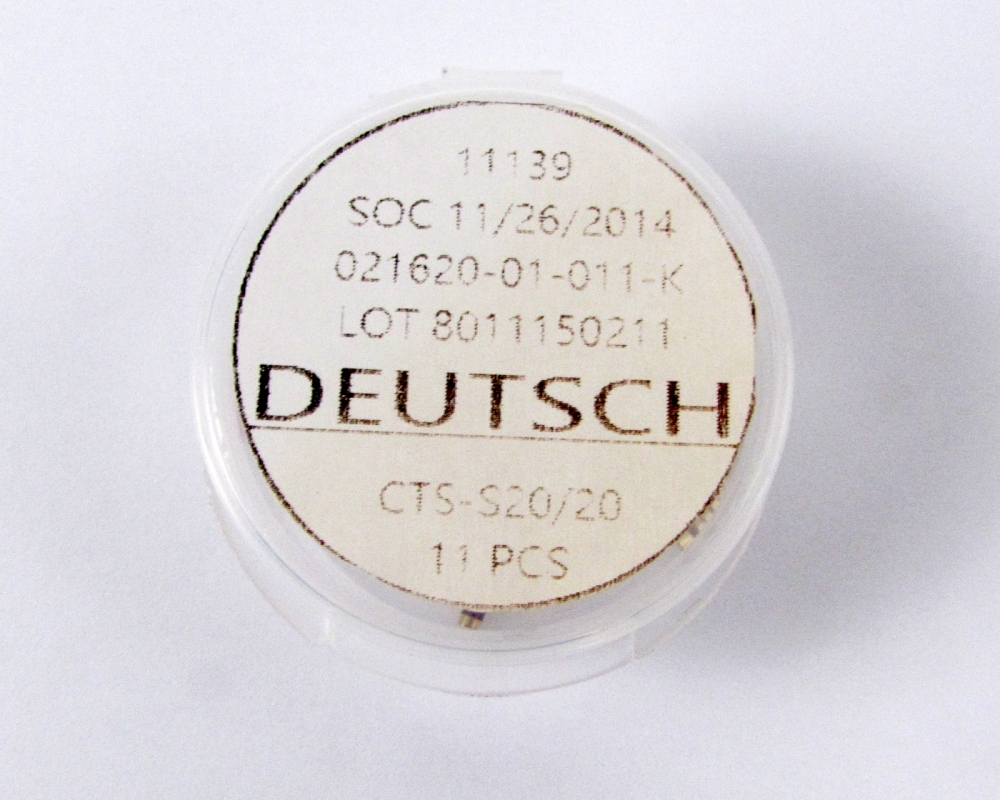 11139
SOC 11/26/2014
021620-01-011-K
LOT 8011150211
DEUTSCH
CTS-S20/20
11 PCS